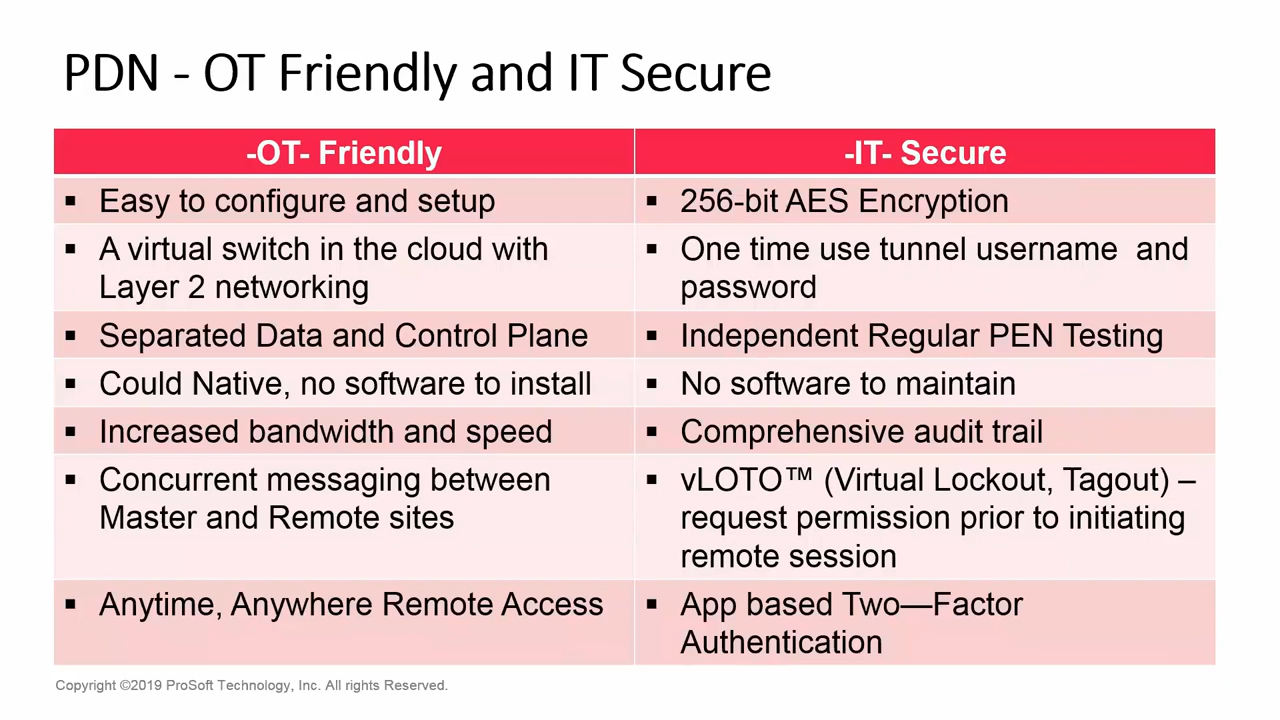 PDN - OT Friendly and IT Secure
-OT- Friendly
-IT- Secure
▪ Easy to configure and setup
▪ 256-bit AES Encryption
▪ A virtual switch in the cloud with
Layer 2 networking
▪ One time use tunnel username and
password
▪ Separated Data and Control Plane
▪ Independent Regular PEN Testing
▪ Could Native, no software to install
▪ No software to maintain
▪ Increased bandwidth and speed
▪ Comprehensive audit trail
▪ Concurrent messaging between
Master and Remote sites
▪ vLOTO™ (Virtual Lockout, Tagout) –
request permission prior to initiating
remote session
▪ Anytime, Anywhere Remote Access
▪ App based Two—Factor
Authentication
Copyright ©2019 ProSoft Technology, Inc. All rights Reserved.